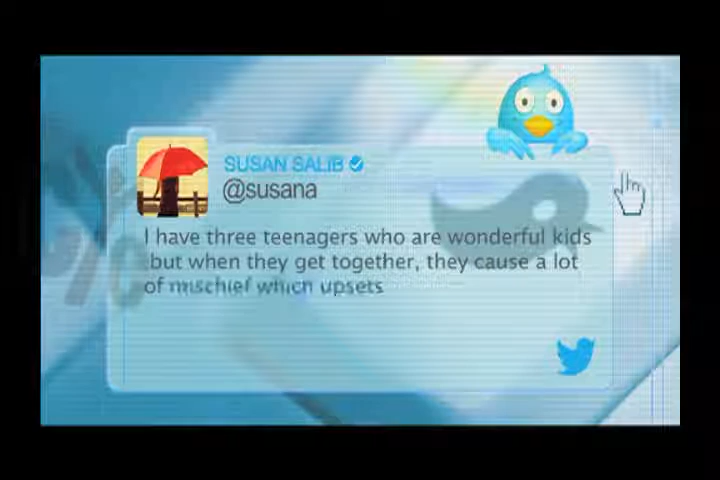 SUSAN SALIB
@susana
I have three teenagers who are wonderful kids
but when they get together, they cause a lot
of mischief which upsets